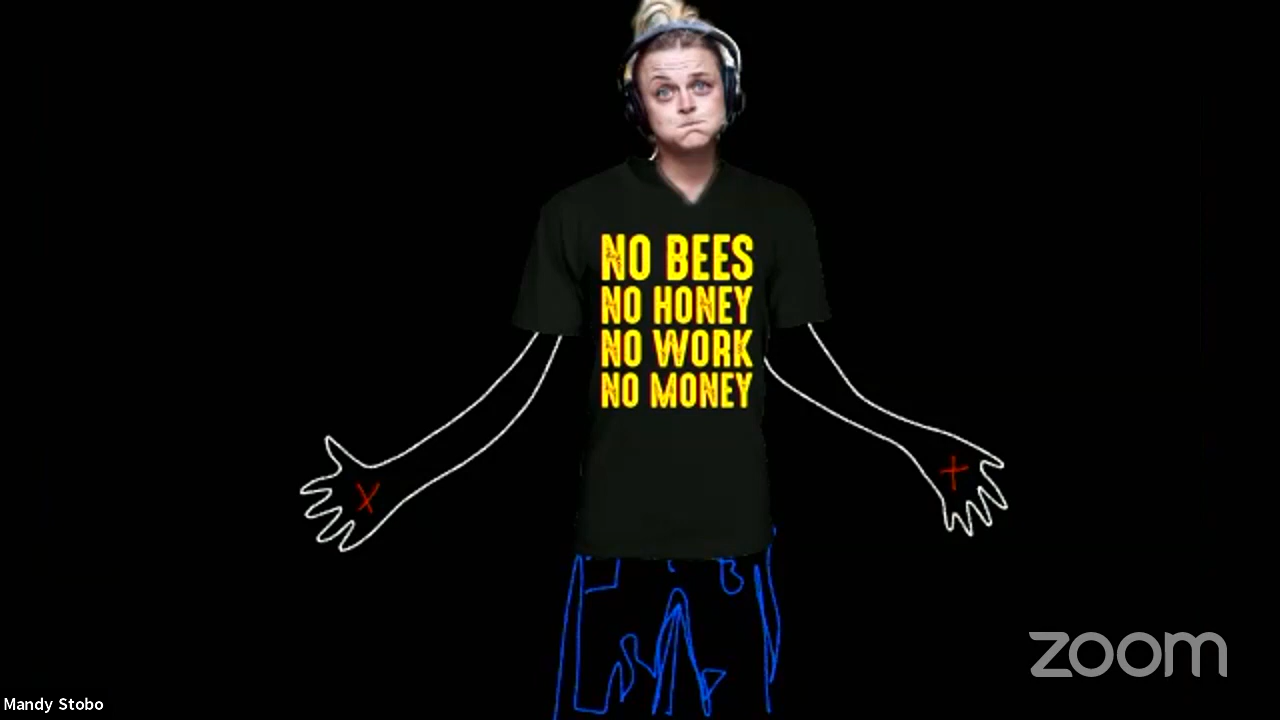 NO BEES
NO HONEY
NO WORK
NO MONEY
zoom
Mandy Stobo